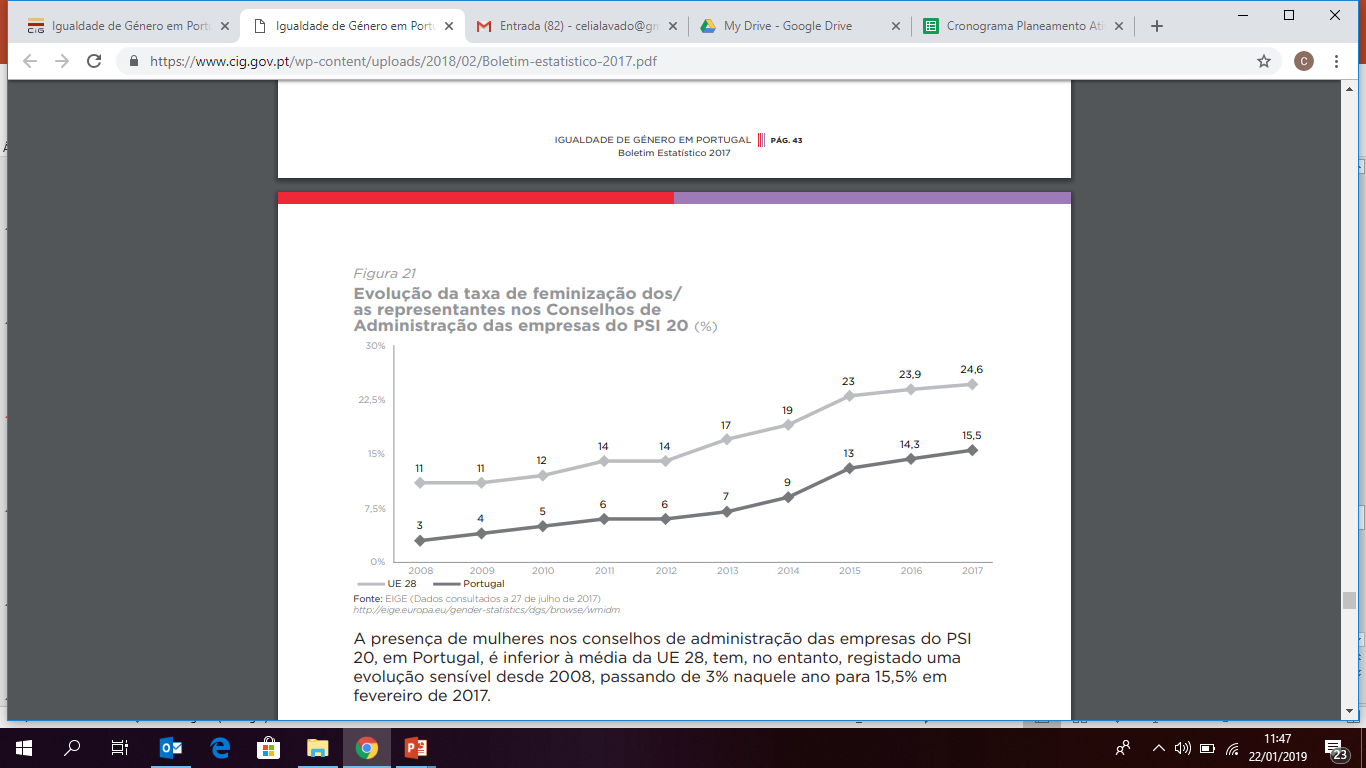 Igualdade de Género em Port
Igualdade de Género em Portu
Entrada (82) - celialavado@gm
My Drive - Google Drive
Cronograma Planeamento Ati
https://www.cig.gov.pt/wp-content/uploads/2018/02/Boletim-estatistico-2017.pdf
C
IGUALDADE DE GÉNERO EM PORTUGAL PÁG. 43
Boletim Estatístico 2017
Figura 21
Evolução da taxa de feminização dos/
as representantes nos Conselhos de
Administração das empresas do PSI 20 (%)
30%
22,5%
15%
7,5%
0%
11 11 12 14 14 17 19 23 23,9 24,6
3 4 5 6 6 7 9 13 14,3 15,5
2008 2009 2010 2011 2012 2013 2014 2015 2016 2017
UE 28 Portugal
Fonte: EIGE (Dados consultados a 27 de julho de 2017)
http://eige.europa.eu/gender-statistics/dgs/browse/wmidm
A presença de mulheres nos conselhos de administração das empresas do PSI
20, em Portugal, é inferior à média da UE 28, tem, no entanto, registado uma
evolução sensível desde 2008, passando de 3% naquele ano para 15,5% em
fevereiro de 2017.
11:47
22/01/2019
23